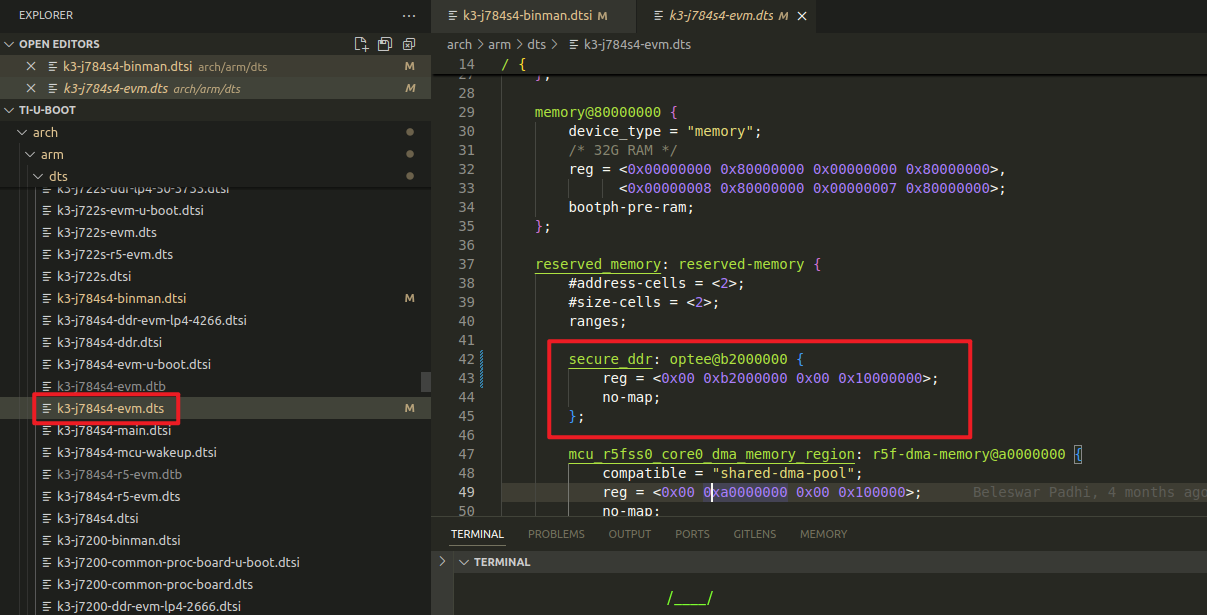 EXPLORER
OPEN EDITORS
k3-j784s4-binman.dtsi arch/arm/dts M
k3-j784s4-evm.dts arch/arm/dts M
TI-U-BOOT
arch
arm
dts
k3-j722s-ddr-lp4-50-3733.dtsi
k3-j722s-evm-u-boot.dtsi
k3-j722s-evm.dts
k3-j722s-r5-evm.dts
k3-j722s.dtsi
k3-j784s4-binman.dtsi M
k3-j784s4-ddr-evm-lp4-4266.dtsi
k3-j784s4-ddr.dtsi
k3-j784s4-evm-u-boot.dtsi
k3-j784s4-evm.dtb
k3-j784s4-evm.dts M
k3-j784s4-main.dtsi
k3-j784s4-mcu-wakeup.dtsi
k3-j784s4-r5-evm.dtb
k3-j784s4-r5-evm.dts
k3-j784s4.dtsi
k3-j7200-binman.dtsi
k3-j7200-common-proc-board-u-boot.dtsi
k3-j7200-common-proc-board.dts
k3-j7200-ddr-evm-lp4-2666.dtsi
k3-j784s4-binman.dtsi M
k3-j784s4-evm.dts M
arch > arm > dts > k3-j784s4-evm.dts
14 / {
27 };
28
29 memory@80000000 {
30 device_type = "memory";
31 /* 32G RAM */
32 reg = <0x00000000 0x80000000 0x00000000 0x80000000>,
33 <0x00000008 0x80000000 0x00000007 0x80000000>;
34 bootph-pre-ram;
35 };
36
37 reserved_memory: reserved-memory {
38 #address-cells = <2>;
39 #size-cells = <2>;
40 ranges;
41
42 secure_ddr: optee@b2000000 {
43 reg = <0x00 0xb2000000 0x00 0x10000000>;
44 no-map;
45 };
46
47 mcu_r5fss0_core0_dma_memory_region: r5f-dma-memory@a0000000 {
48 compatible = "shared-dma-pool";
49 reg = <0x00 0xa0000000 0x00 0x100000>; Beleswar Padhi, 4 months ago
50 no-map;
TERMINAL PROBLEMS OUTPUT PORTS GITLENS MEMORY
TERMINAL
/____/